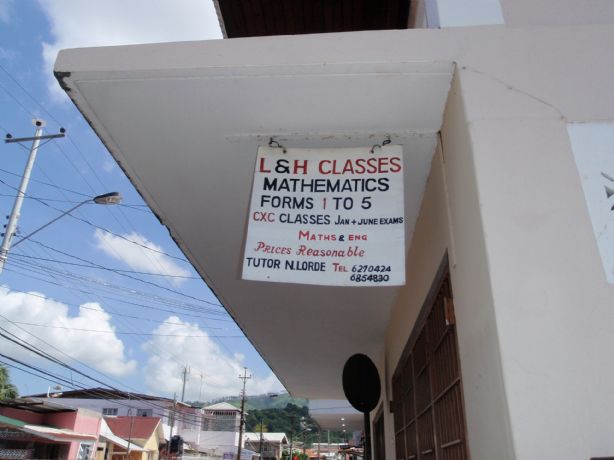 L & H CLASSES
MATHEMATICS
FORMS 1 TO 5
CXC CLASSES JAN + JUNE EXAMS
MATHS & ENG
PRICES REASONABLE
TUTOR N.LORDE TEL 6270424
6854830